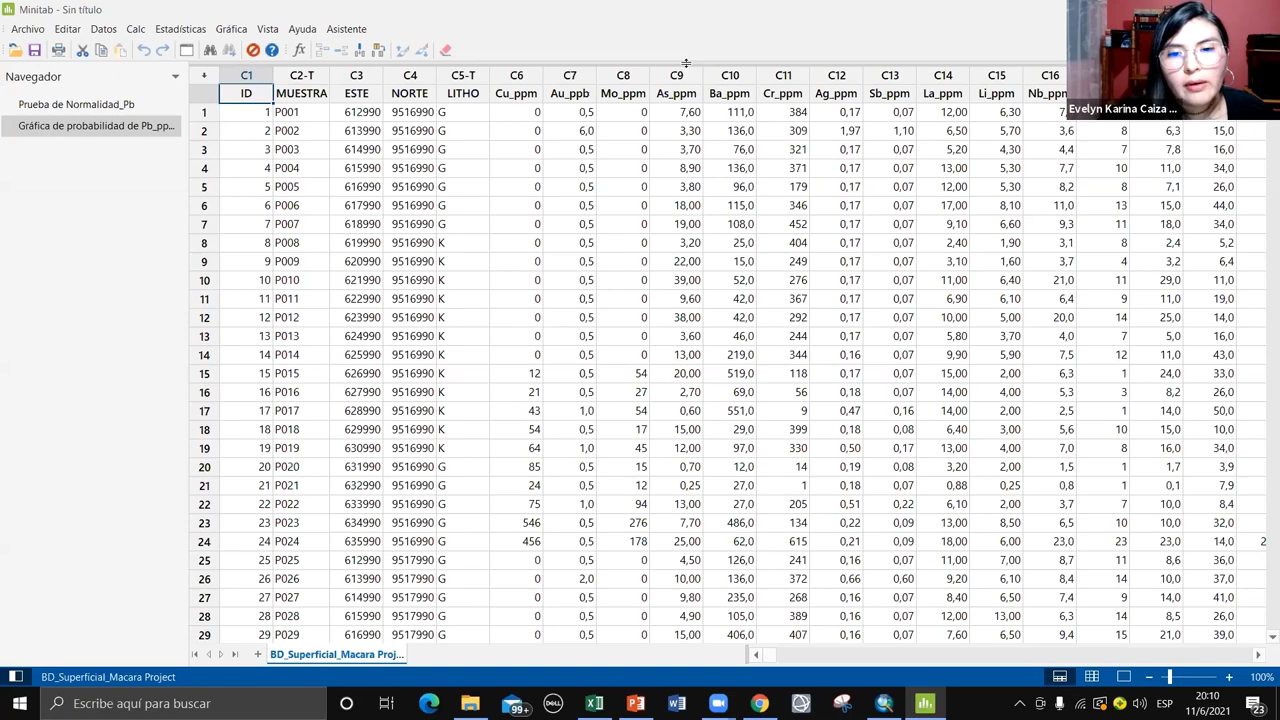 Minitab - Sin título
Archivo Editar Datos Calc Estadísticas Gráfica Vista Ayuda Asistente
Evelyn Karina Caiza ...
Navegador
Prueba de Normalidad_Pb
Gráfica de probabilidad de Pb_pp...
C1 C2-T C3 C4 C5-T C6 C7 C8 C9 C10 C11 C12 C13 C14 C15 C16
ID MUESTRA ESTE NORTE LITHO Cu_ppm Au_ppb Mo_ppm As_ppm Ba_ppm Cr_ppm Ag_ppm Sb_ppm La_ppm Li_ppm Nb_ppm
1 1 P001 612990 9516990 G 0 0,5 0 7,60 111,0 384 0,17 0,07 12,00 6,30
2 2 P002 613990 9516990 G 0 6,0 0 3,30 136,0 309 1,97 1,10 6,50 5,70 3,6 8 6,3 15,0
3 3 P003 614990 9516990 G 0 0,5 0 3,70 76,0 321 0,17 0,07 5,20 4,30 4,4 7 7,8 16,0
4 4 P004 615990 9516990 G 0 0,5 0 8,90 136,0 371 0,17 0,07 13,00 5,30 7,7 10 11,0 34,0
5 5 P005 616990 9516990 G 0 0,5 0 3,80 96,0 179 0,17 0,07 12,00 5,30 8,2 8 7,1 26,0
6 6 P006 617990 9516990 G 0 0,5 0 18,00 115,0 346 0,17 0,07 17,00 8,10 11,0 13 15,0 44,0
7 7 P007 618990 9516990 G 0 0,5 0 19,00 108,0 452 0,17 0,07 9,10 6,60 9,3 11 18,0 34,0
8 8 P008 619990 9516990 K 0 0,5 0 3,20 25,0 404 0,17 0,07 2,40 1,90 3,1 8 2,4 5,2
9 9 P009 620990 9516990 K 0 0,5 0 22,00 15,0 249 0,17 0,07 3,10 1,60 3,7 4 3,2 6,4
10 10 P010 621990 9516990 K 0 0,5 0 39,00 52,0 276 0,17 0,07 11,00 6,40 21,0 11 29,0 11,0
11 11 P011 622990 9516990 K 0 0,5 0 9,60 42,0 367 0,17 0,07 6,90 6,10 6,4 9 11,0 19,0
12 12 P012 623990 9516990 K 0 0,5 0 38,00 42,0 292 0,17 0,07 10,00 5,00 20,0 14 25,0 14,0
13 13 P013 624990 9516990 K 0 0,5 0 3,60 46,0 244 0,17 0,07 5,80 3,70 4,0 7 5,0 16,0
14 14 P014 625990 9516990 K 0 0,5 0 13,00 219,0 344 0,16 0,07 9,90 5,90 7,5 12 11,0 43,0
15 15 P015 626990 9516990 K 12 0,5 54 20,00 519,0 118 0,17 0,07 15,00 2,00 6,3 1 24,0 33,0
16 16 P016 627990 9516990 K 21 0,5 27 2,70 69,0 56 0,18 0,07 14,00 4,00 5,3 3 8,2 26,0
17 17 P017 628990 9516990 K 43 1,0 54 0,60 551,0 9 0,47 0,16 14,00 2,00 2,5 1 14,0 50,0
18 18 P018 629990 9516990 K 54 0,5 17 15,00 29,0 399 0,18 0,08 6,40 3,00 5,6 10 15,0 10,0
19 19 P019 630990 9516990 K 64 1,0 45 12,00 97,0 330 0,50 0,17 11,00 4,00 7,0 8 16,0 34,0
20 20 P020 631990 9516990 G 85 0,5 15 0,70 12,0 14 0,19 0,08 3,20 2,00 1,5 1 1,7 3,9
21 21 P021 632990 9516990 G 24 0,5 12 0,25 27,0 1 0,18 0,07 0,88 0,25 0,8 1 0,1 7,9
22 22 P022 633990 9516990 G 75 1,0 94 13,00 27,0 205 0,51 0,22 6,10 2,00 3,7 7 10,0 8,4
23 23 P023 634990 9516990 G 546 0,5 276 7,70 486,0 134 0,22 0,09 13,00 8,50 6,5 10 10,0 32,0
24 24 P024 635990 9516990 G 456 0,5 178 25,00 62,0 615 0,21 0,09 18,00 6,00 23,0 23 23,0 14,0 2
25 25 P025 612990 9517990 G 0 0,5 0 4,50 126,0 241 0,16 0,07 11,00 7,00 8,7 11 8,6 36,0
26 26 P026 613990 9517990 G 0 2,0 0 10,00 136,0 372 0,66 0,60 9,20 6,10 8,4 14 10,0 37,0
27 27 P027 614990 9517990 G 0 0,5 0 9,80 235,0 268 0,16 0,07 8,40 6,50 7,4 9 14,0 41,0
28 28 P028 615990 9517990 G 0 0,5 0 4,90 105,0 389 0,16 0,07 12,00 13,00 6,3 14 8,5 26,0
29 29 P029 616990 9517990 G 0 0,5 0 15,00 406,0 407 0,16 0,07 7,60 6,50 9,4 15 21,0 39,0
BD_Superficial_Macara Proj...
BD_Superficial_Macara Project
100%
Escribe aquí para buscar
99+
DELL
ESP
20:10
11/6/2021
23